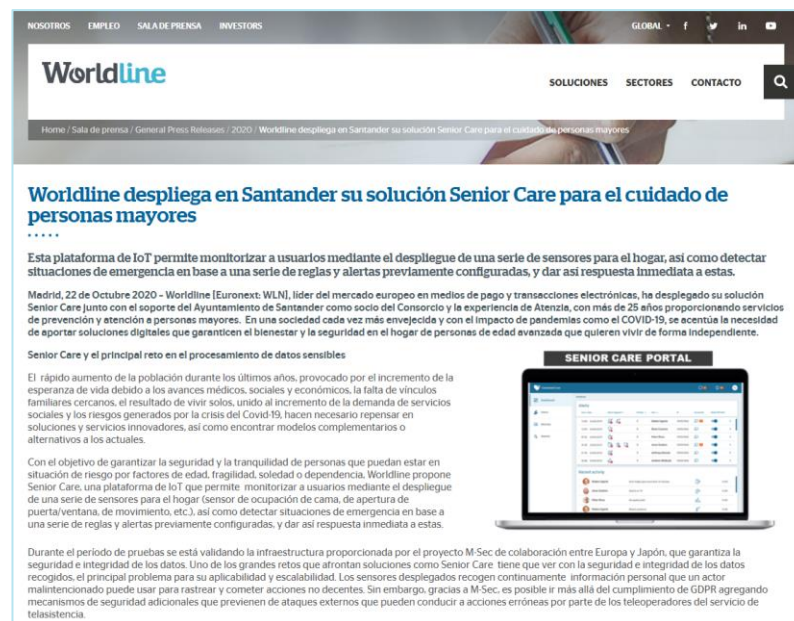 NOSOTROS EMPLEO SALA DE PRENSA INVESTORS GLOBAL
Worldline
SOLUCIONES SECTORES CONTACTO
Home / Sala de prensa / General Press Releases / 2020 / Worldline despliega en Santander su solución Senior Care para el cuidado de personas mayores
Worldline despliega en Santander su solución Senior Care para el cuidado de
personas mayores
Esta plataforma de IoT permite monitorizar a usuarios mediante el despliegue de una serie de sensores para el hogar, así como detectar
situaciones de emergencia en base a una serie de reglas y alertas previamente configuradas, y dar así respuesta inmediata a estas.
Madrid, 22 de Octubre 2020 – Worldline [Euronext: WLN], líder del mercado europeo en medios de pago y transacciones electrónicas, ha desplegado su solución
Senior Care junto con el soporte del Ayuntamiento de Santander como socio del Consorcio y la experiencia de Atenzia, con más de 25 años proporcionando servicios
de prevención y atención a personas mayores. En una sociedad cada vez más envejecida y con el impacto de pandemias como el COVID-19, se acentúa la necesidad
de aportar soluciones digitales que garanticen el bienestar y la seguridad en el hogar de personas de edad avanzada que quieren vivir de forma independiente.
Senior Care y el principal reto en el procesamiento de datos sensibles
El rápido aumento de la población durante los últimos años, provocado por el incremento de la
esperanza de vida debido a los avances médicos, sociales y económicos, la falta de vínculos
familiares cercanos, el resultado de vivir solos, unido al incremento de la demanda de servicios
sociales y los riesgos generados por la crisis del Covid-19, hacen necesario repensar en
soluciones y servicios innovadores, así como encontrar modelos complementarios o
alternativos a los actuales.
Con el objetivo de garantizar la seguridad y la tranquilidad de personas que puedan estar en
situación de riesgo por factores de edad, fragilidad, soledad o dependencia, Worldline propone
Senior Care, una plataforma de IoT que permite monitorizar a usuarios mediante el despliegue
de una serie de sensores para el hogar (sensor de ocupación de cama, de apertura de
puerta/ventana, de movimiento, etc.), así como detectar situaciones de emergencia en base a
una serie de reglas y alertas previamente configuradas, y dar así respuesta inmediata a estas.
SENIOR CARE PORTAL
Recent activity
Durante el período de pruebas se está validando la infraestructura proporcionada por el proyecto M-Sec de colaboración entre Europa y Japón, que garantiza la
seguridad e integridad de los datos. Uno de los grandes retos que afrontan soluciones como Senior Care tiene que ver con la seguridad e integridad de los datos
recogidos, el principal problema para su aplicabilidad y escalabilidad. Los sensores desplegados recogen continuamente información personal que un actor
malintencionado puede usar para rastrear y cometer acciones no decentes. Sin embargo, gracias a M-Sec, es posible ir más allá del cumplimiento de GDPR agregando
mecanismos de seguridad adicionales que previenen de ataques externos que pueden conducir a acciones erróneas por parte de los teleoperadores del servicio de
telasistencia.